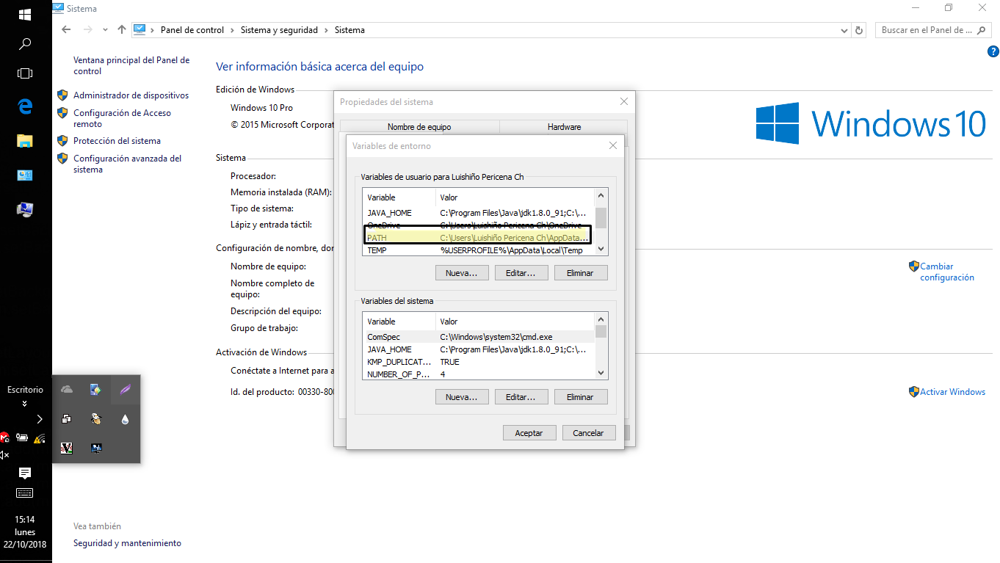 Sistema
Panel de control
Sistema y seguridad
Sistema
Buscar en el Panel de ...
Ventana principal del Panel de
control
Administrador de dispositivos
Configuración de Acceso
remoto
Protección del sistema
Configuración avanzada del
sistema
Ver información básica acerca del equipo
Edición de Windows
Windows 10 Pro
© 2015 Microsoft Corporat
Sistema
Procesador:
Memoria instalada (RAM):
Tipo de sistema:
Lápiz y entrada táctil:
Configuración de nombre, dor
Nombre de equipo:
Nombre completo de
equipo:
Descripción del equipo:
Grupo de trabajo:
Activación de Windows
Conéctate a Internet para a
Id. del producto: 00330-800
Windows 10
Cambiar
configuración
Activar Windows
Propiedades del sistema
Nombre de equipo
Hardware
Variables de entorno
Variables de usuario para Luishiño Pericena Ch
Variable Valor
JAVA_HOME C:\Program Files\Java\jdk1.8.0_91;C:\...
OneDrive C:\Users\Luishiño Pericena Ch\OneDrive
PATH C:\Users\Luishiño Pericena Ch\AppData...
TEMP %USERPROFILE%\AppData\Local\Temp
Nueva... Editar... Eliminar
Variables del sistema
Variable Valor
ComSpec C:\Windows\system32\cmd.exe
JAVA_HOME C:\Program Files\Java\jdk1.8.0_91;C:\...
KMP_DUPLICAT... TRUE
NUMBER_OF_P... 4
Nueva... Editar... Eliminar
Aceptar Cancelar
Escritorio
15:14
lunes
22/10/2018
Vea también
Seguridad y mantenimiento